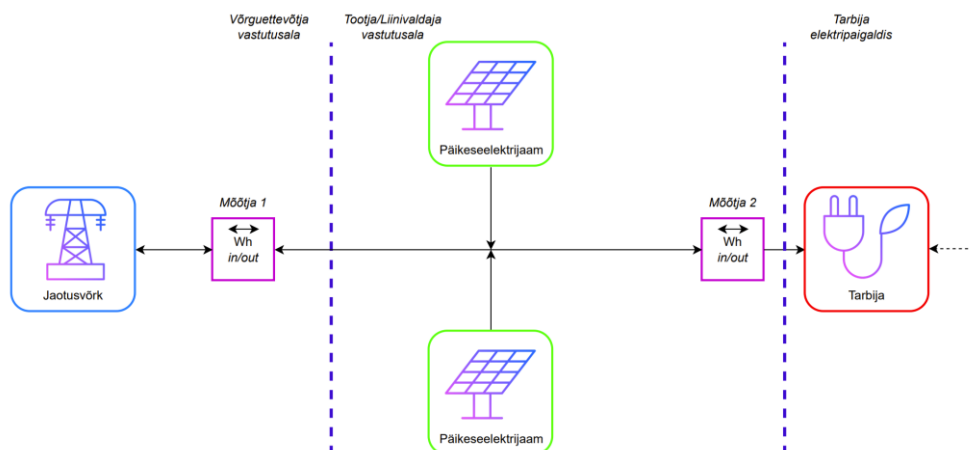 Võrguettevõtja
vastutusala
Tootja/Liinivaldaja
vastutusala
Tarbija
elektripaigaldis
Päikeseelektrijaam
Mõõtja 1
Wh
in/out
Mõõtja 2
Wh
in/out
Jaotusvõrk
Tarbija
Päikeseelektrijaam